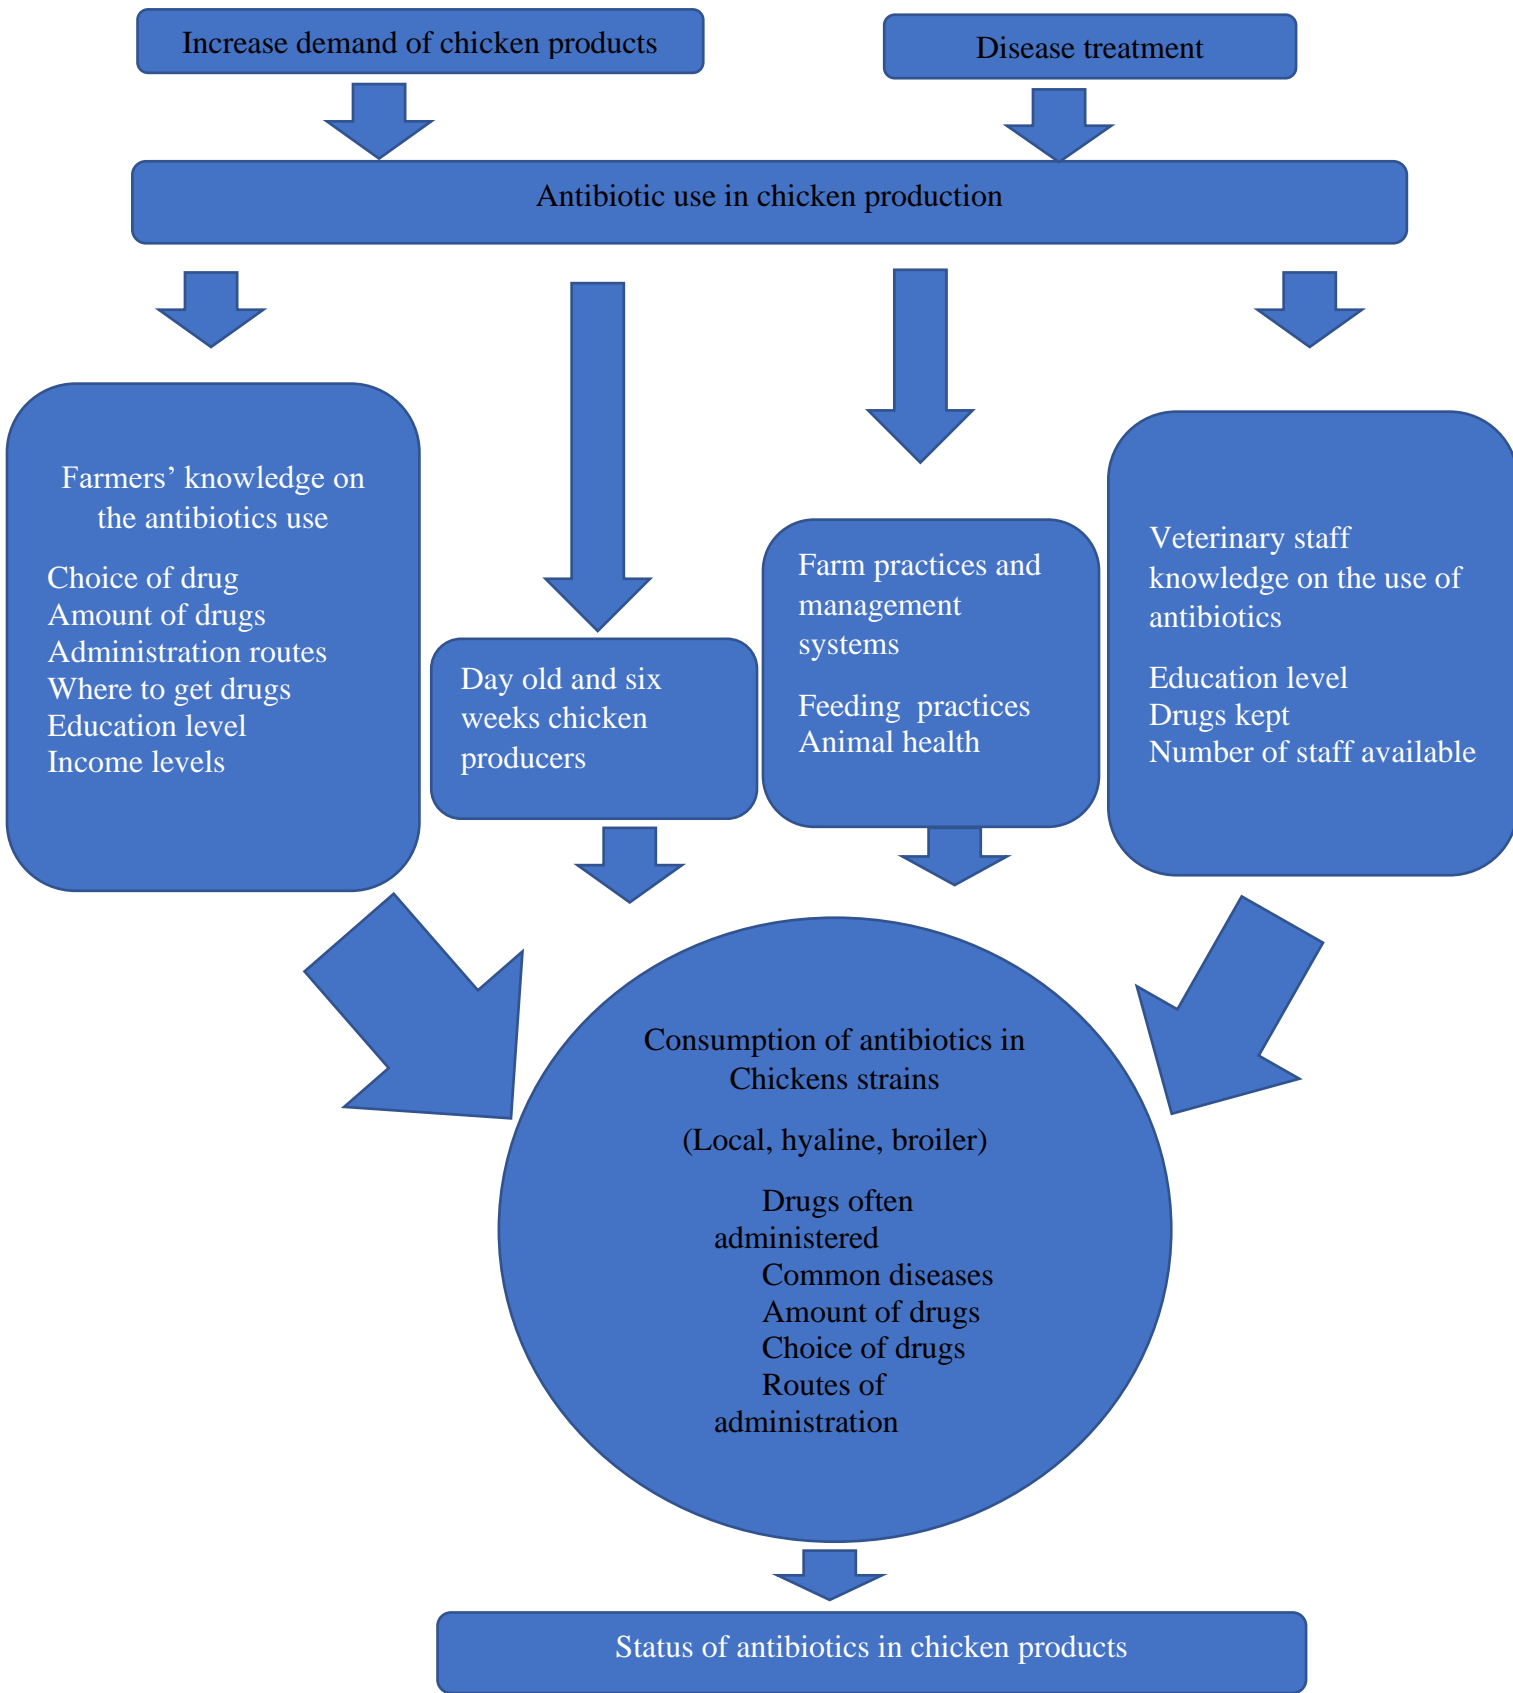 Increase demand of chicken products
Disease treatment
Antibiotic use in chicken production
Farmers’ knowledge on
the antibiotics use
Choice of drug
Amount of drugs
Administration routes
Where to get drugs
Education level
Income levels
Day old and six
weeks chicken
producers
Farm practices and
management
systems
Feeding practices
Animal health
Veterinary staff
knowledge on the use of
antibiotics
Education level
Drugs kept
Number of staff available
Consumption of antibiotics in
Chickens strains
(Local, hyaline, broiler)
Drugs often
administered
Common diseases
Amount of drugs
Choice of drugs
Routes of
administration
Status of antibiotics in chicken products